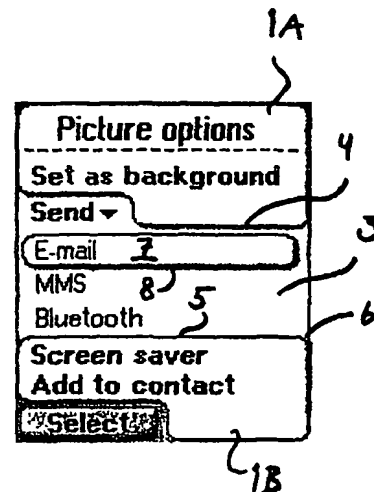 1A
Picture options
Set as background
4
Send
3
E-mail 7
8
MMS
5
Bluetooth
6
Screen saver
Add to contact
Select
1B